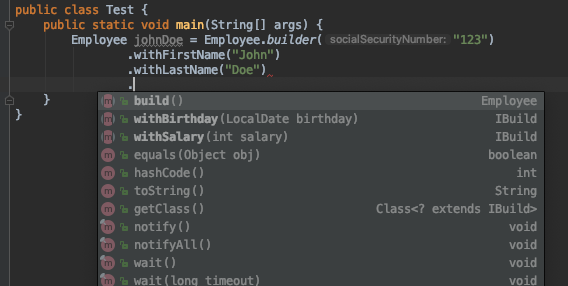 public class Test {
public static void main(String[] args) {
Employee johnDoe = Employee.builder( socialSecurityNumber: "123")
.withFirstName("John")
.withLastName("Doe")
.
}
}
m build() Employee
m withBirthday(LocalDate birthday) IBuild
m withSalary(int salary) IBuild
m equals(Object obj) boolean
m hashCode() int
m toString() String
m getClass() Class<? extends IBuild>
m notify() void
m notifyAll() void
m wait() void
m wait(long timeout) void